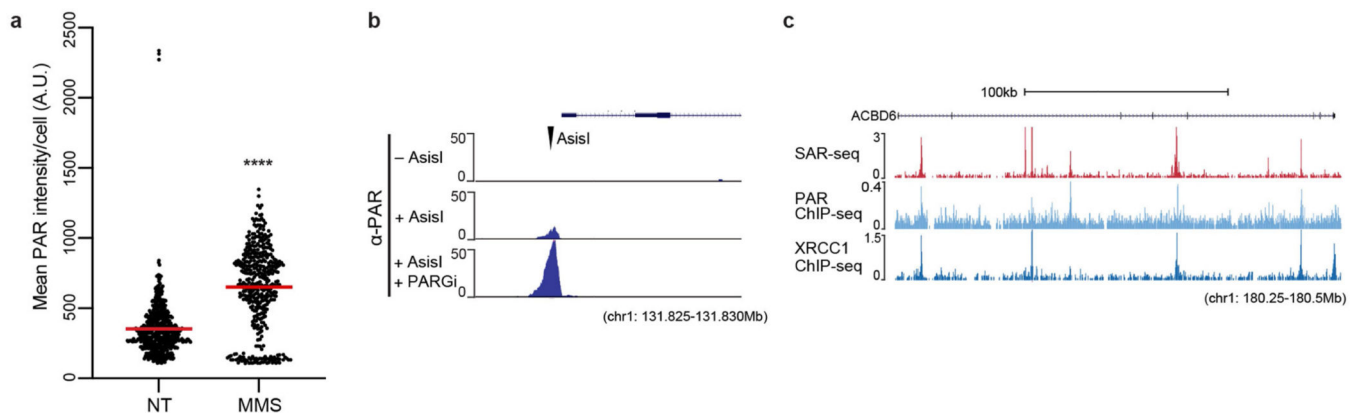 a
Mean PAR intensity/cell (A.U.)
2500
2000
1500
1000
500
0
****
NT
MMS
b
AsisI
α-PAR
– AsisI
50
0
+ AsisI
50
0
+ AsisI
+ PARGi
50
0
(chr1: 131.825-131.830Mb)
c
100kb
ACBD6
SAR-seq
3
0
PAR
ChIP-seq
0.4
0
XRCC1
ChIP-seq
1.5
0
(chr1: 180.25-180.5Mb)